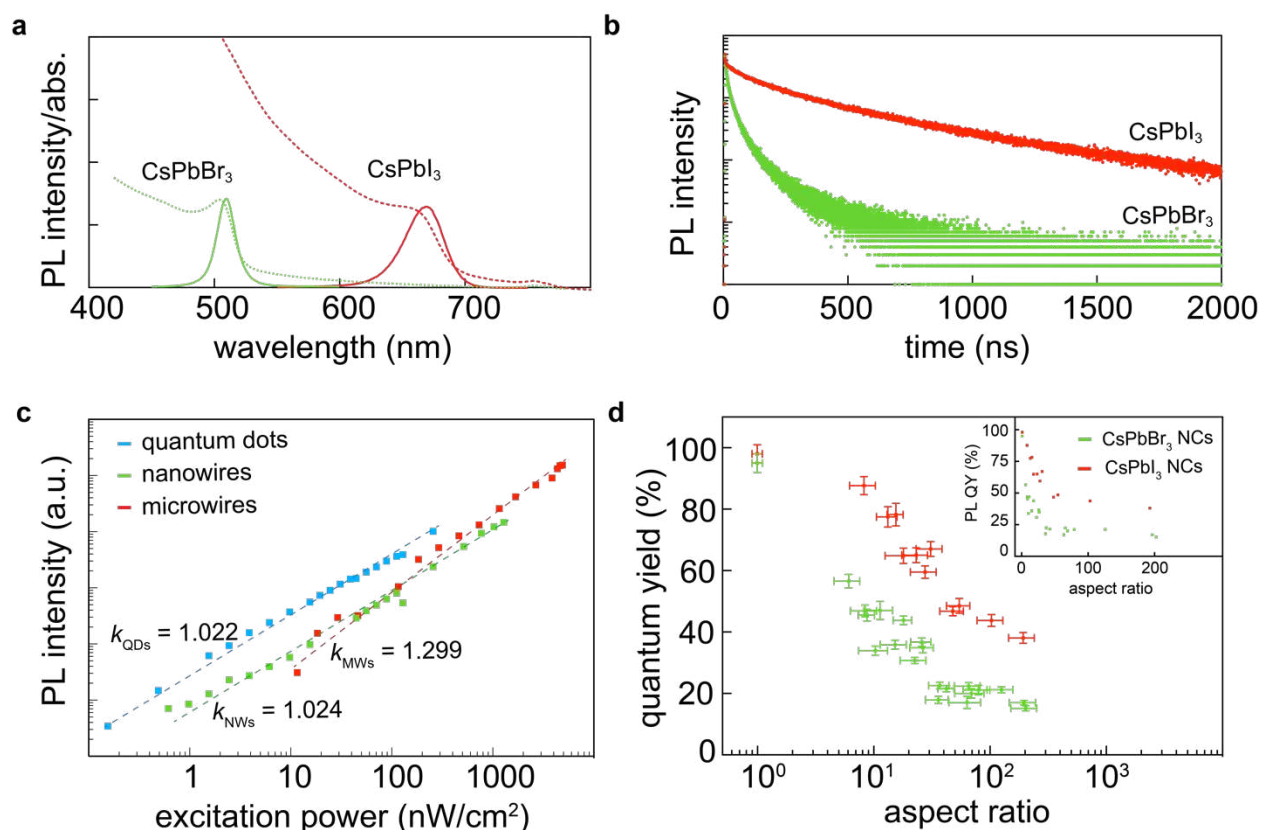 a
PL intensity/abs.
CsPbBr₃
CsPbI₃
400 500 600 700
wavelength (nm)
b
PL intensity
CsPbI₃
CsPbBr₃
0 500 1000 1500 2000
time (ns)
c
PL intensity (a.u.)
quantum dots
nanowires
microwires
kQDs = 1.022
kMWs = 1.299
kNWs = 1.024
1 10 100 1000
excitation power (nW/cm²)
d
quantum yield (%)
100
80
60
40
20
0
10⁰ 10¹ 10² 10³
aspect ratio
PL QY (%)
100
75
50
25
0
CsPbBr₃ NCs
CsPbI₃ NCs
0 100 200
aspect ratio